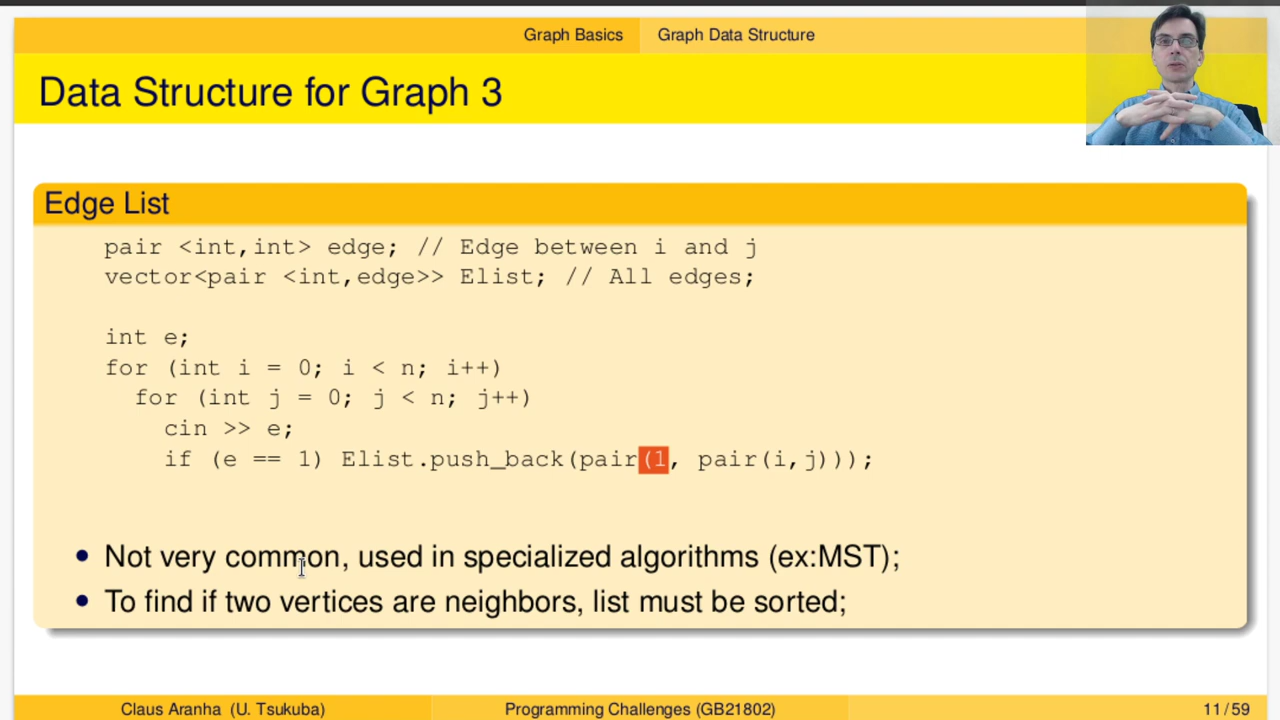 Graph Basics Graph Data Structure
Data Structure for Graph 3
Edge List
pair <int,int> edge; // Edge between i and j
vector<pair <int,edge>> Elist; // All edges;
int e;
for (int i = 0; i < n; i++)
for (int j = 0; j < n; j++)
cin >> e;
if (e == 1) Elist.push_back(pair(1, pair(i,j)));
• Not very common, used in specialized algorithms (ex:MST);
• To find if two vertices are neighbors, list must be sorted;
Claus Aranha (U. Tsukuba) Programming Challenges (GB21802) 11 / 59